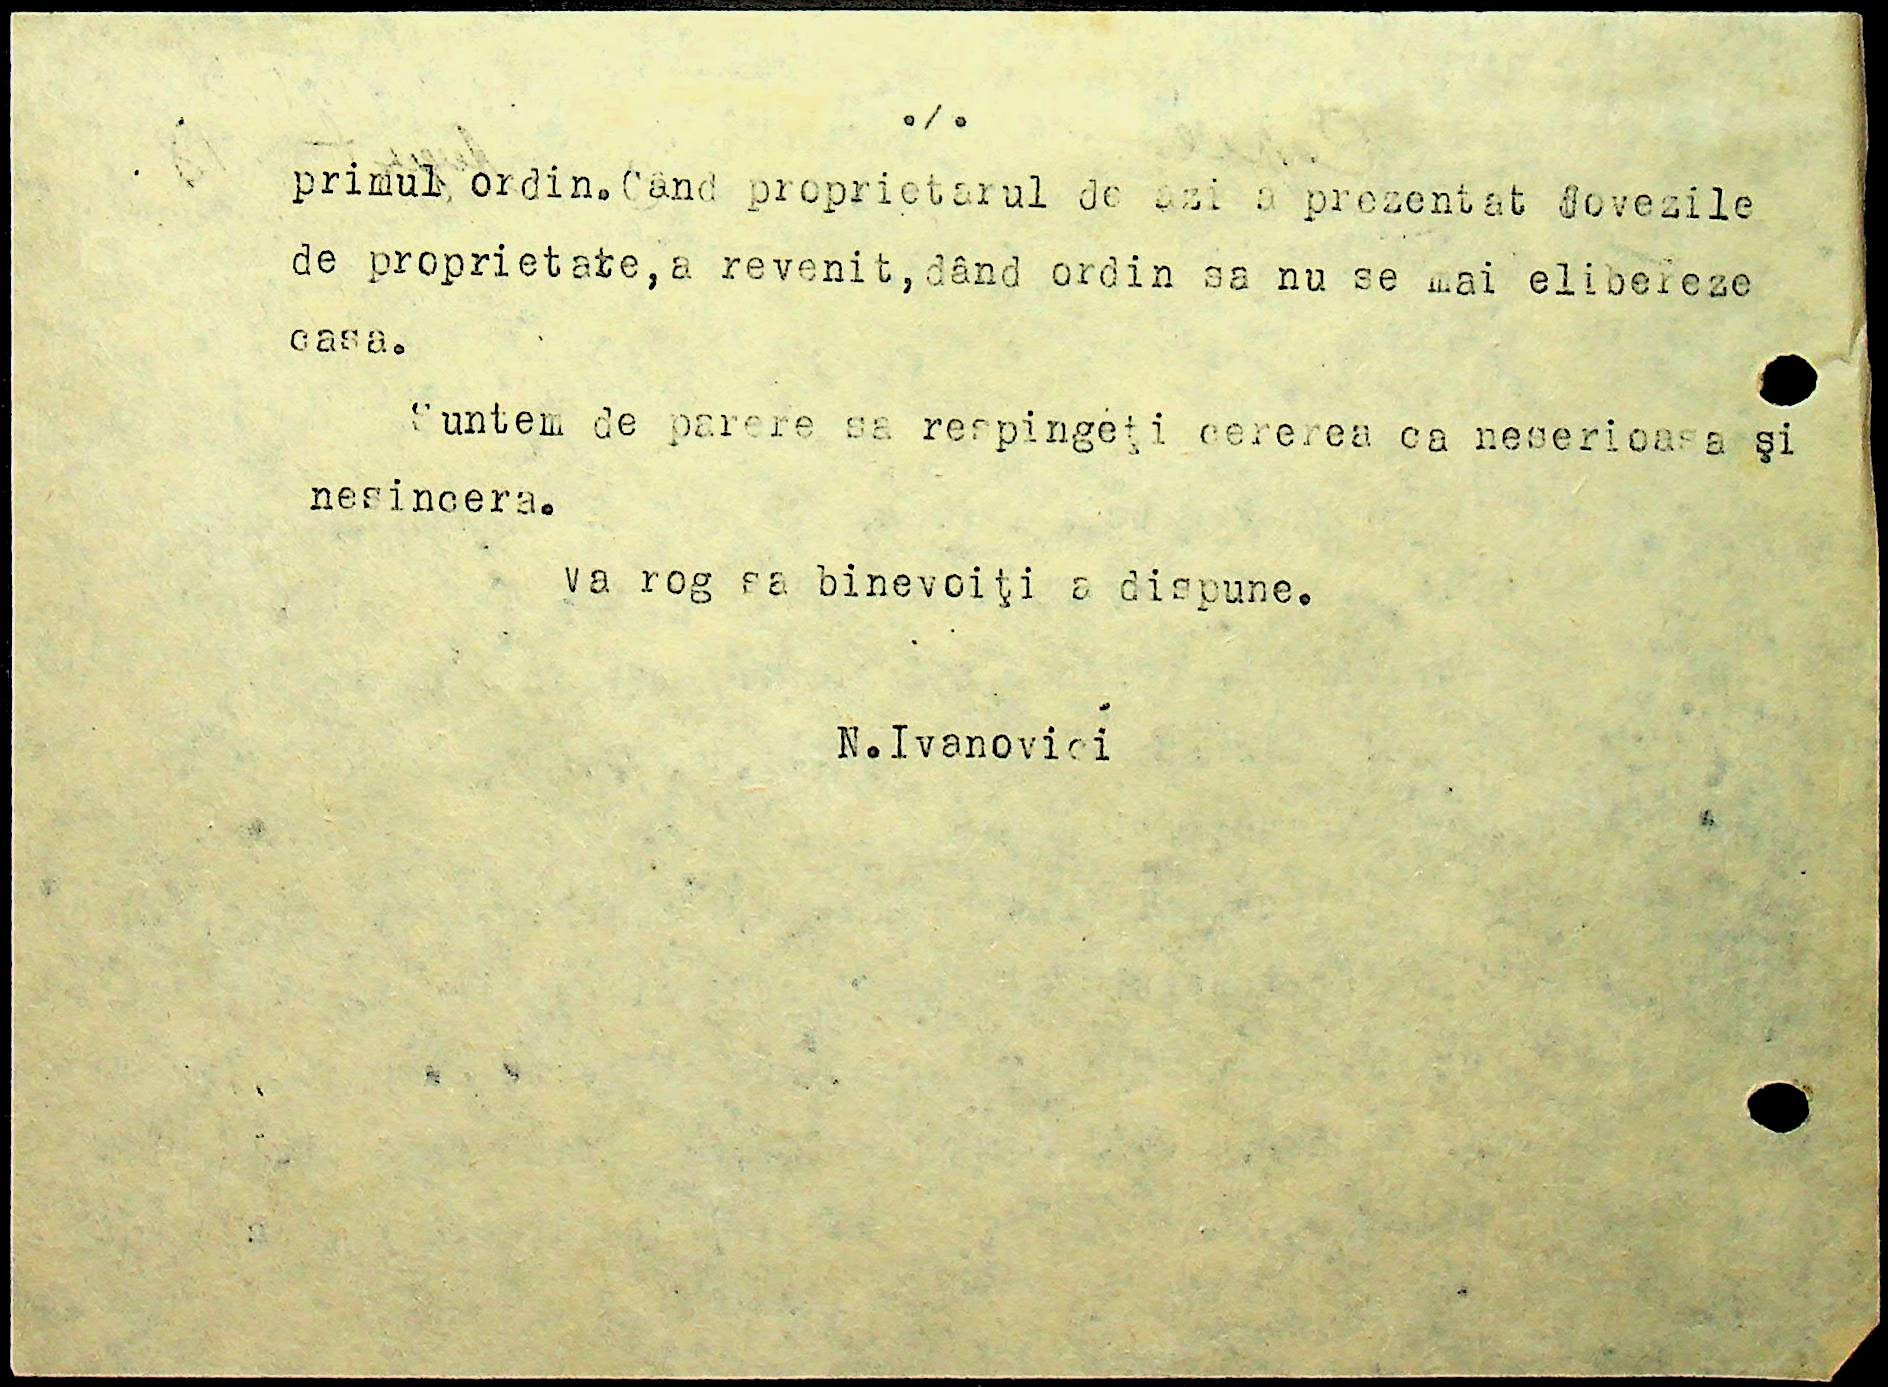 ./.
primul ordin.Când proprietarul de azi a prezentat dovezile
de proprietate,a revenit,dând ordin sa nu se mai elibereze
casa.
Suntem de parere sa respingeţi cererea ca neserioasa şi
nesincera.
Va rog sa binevoiţi a dispune.
N.Ivanovici